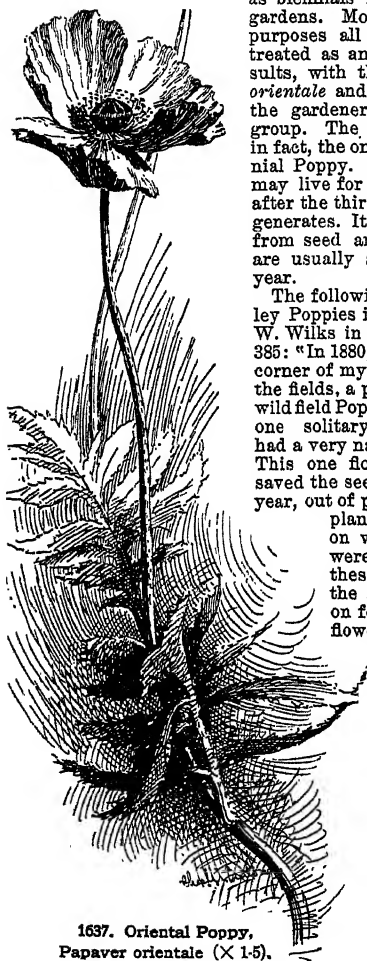 as biennials
gardens. Mo
purposes all
treated as an
sults, with th
orientale and
the gardener
group. The
in fact, the on
nial Poppy.
may live for
after the thir
generates. It
from seed an
are usually s
year.
The followi
ley Poppies i
W. Wilks in
385: "In 1880
corner of my
the fields, a p
wild field Pop
one solitary
had a very na
This one flo
saved the see
year, out of p
plan
on v
were
these
the
on fe
flow
1637. Oriental Poppy.
Papaver orientale (X 1-5).